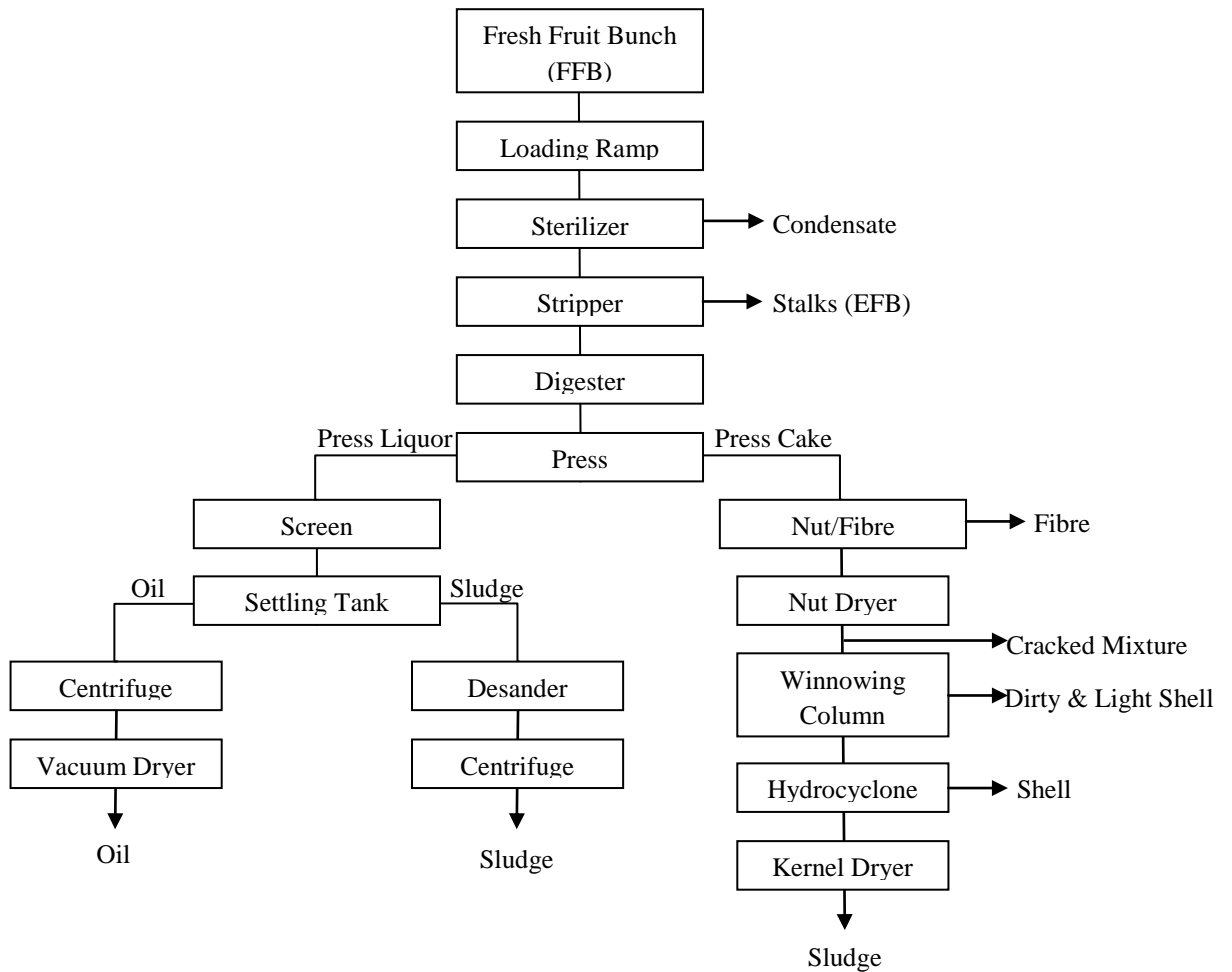 Fresh Fruit Bunch
(FFB)
Loading Ramp
Sterilizer
Condensate
Stripper
Stalks (EFB)
Digester
Press Liquor
Press
Press Cake
Screen
Nut/Fibre
Fibre
Oil
Settling Tank
Sludge
Nut Dryer
Cracked Mixture
Centrifuge
Desander
Winnowing
Column
Dirty & Light Shell
Vacuum Dryer
Centrifuge
Hydrocyclone
Shell
Oil
Sludge
Kernel Dryer
Sludge